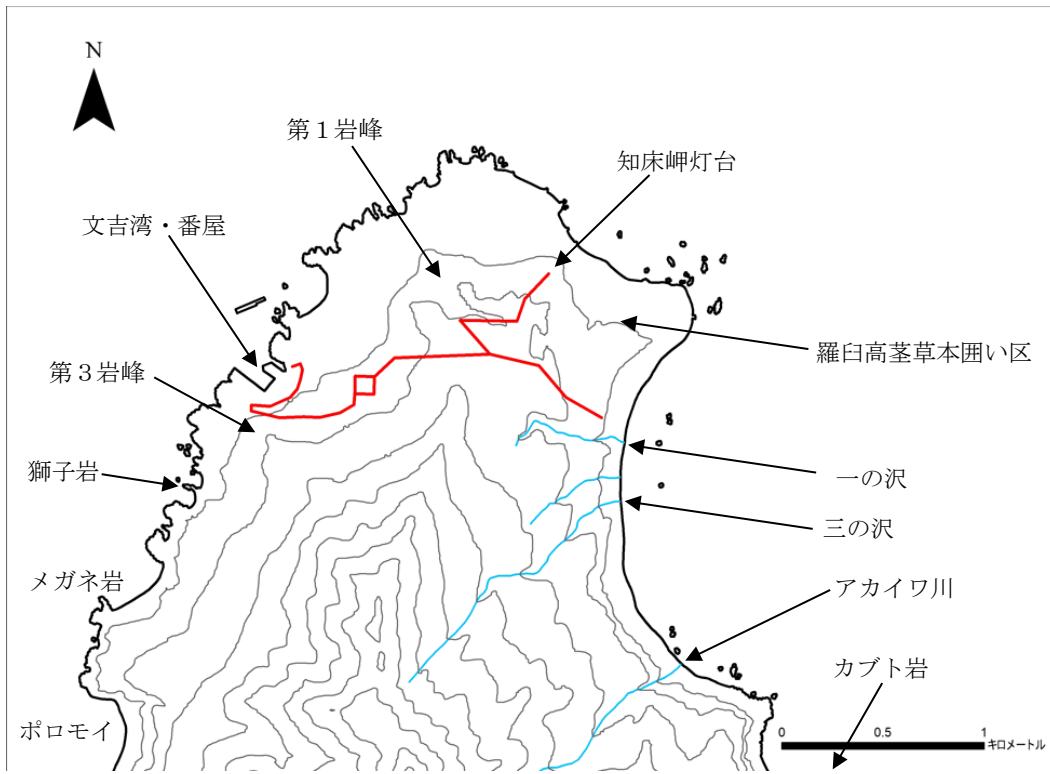 N
第1岩峰
知床岬灯台
文吉湾・番屋
羅臼高茎草本囲い区
第3岩峰
獅子岩
一の沢
三の沢
メガネ岩
アカイワ川
カブト岩
ポロモイ
0 0.5 1
キロメートル